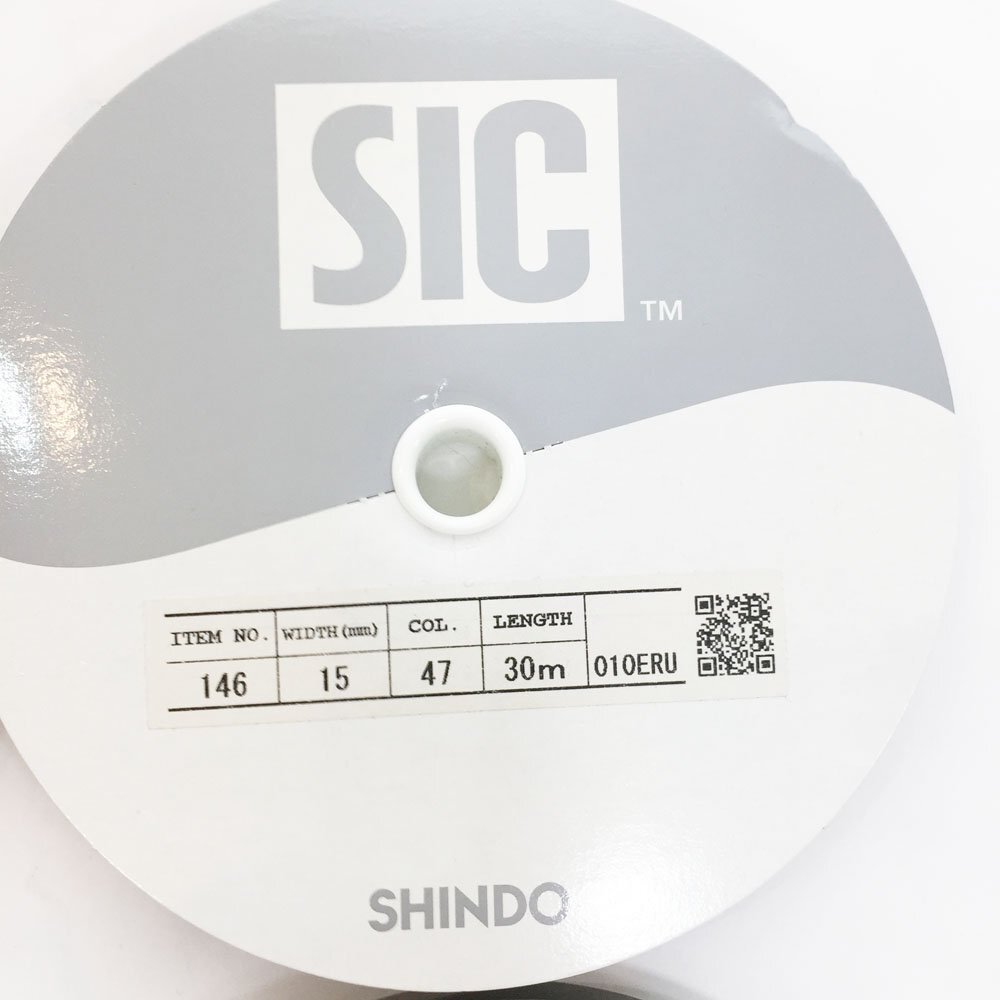 SIC
TM
ITEM NO. WIDTH(mm) COL. LENGTH
146 15 47 30m 010ERU
SHINDO